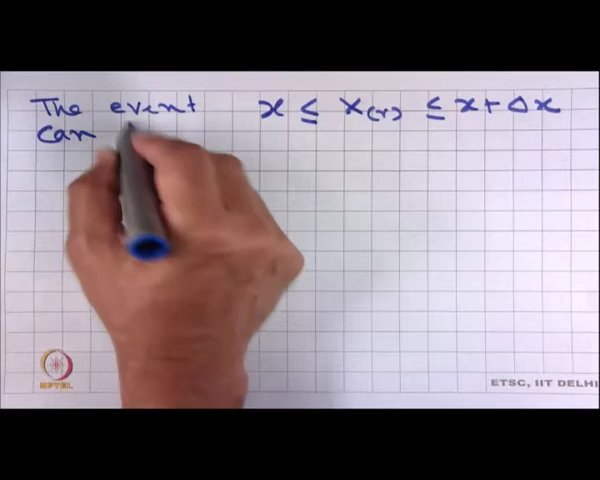 The event x ≤ X(r) ≤ x + Δx
can
NPTEL
ETSC, IIT DELHI